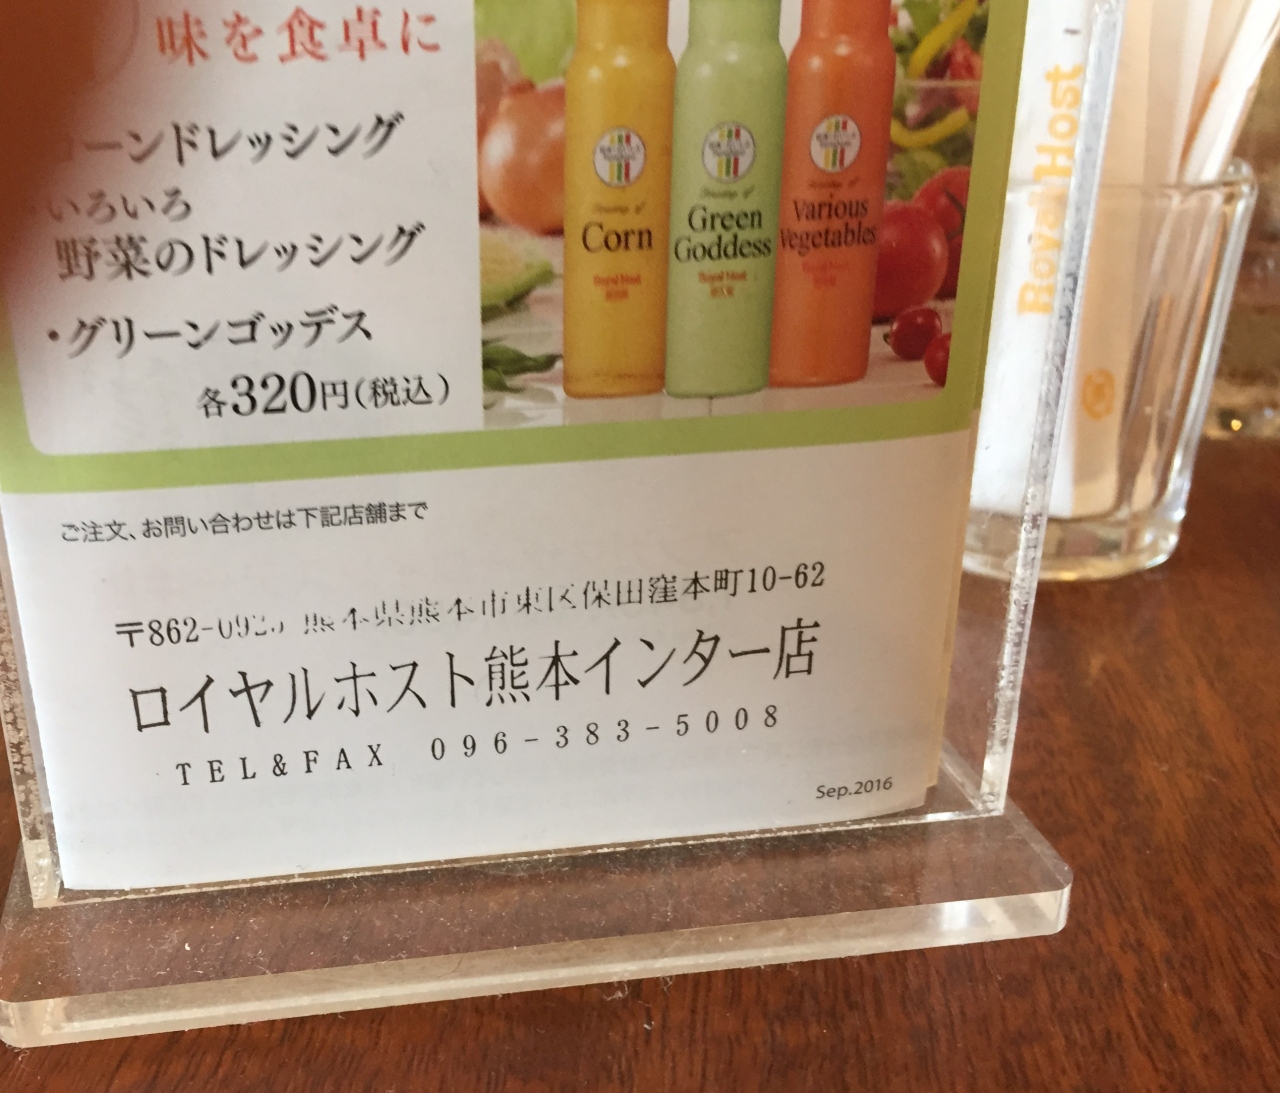 味を食卓に
ーンドレッシング
いろいろ
野菜のドレッシング
・グリーンゴッデス
各320円(税込)
Corn
Green
Goddess
Various
Vegetables
Royal Host
ご注文、お問い合わせは下記店舗まで
熊本県熊本市東区保田窪本町10-62
ロイヤルホスト熊本インター店
TEL&FAX 096-383-5008
Sep.2016